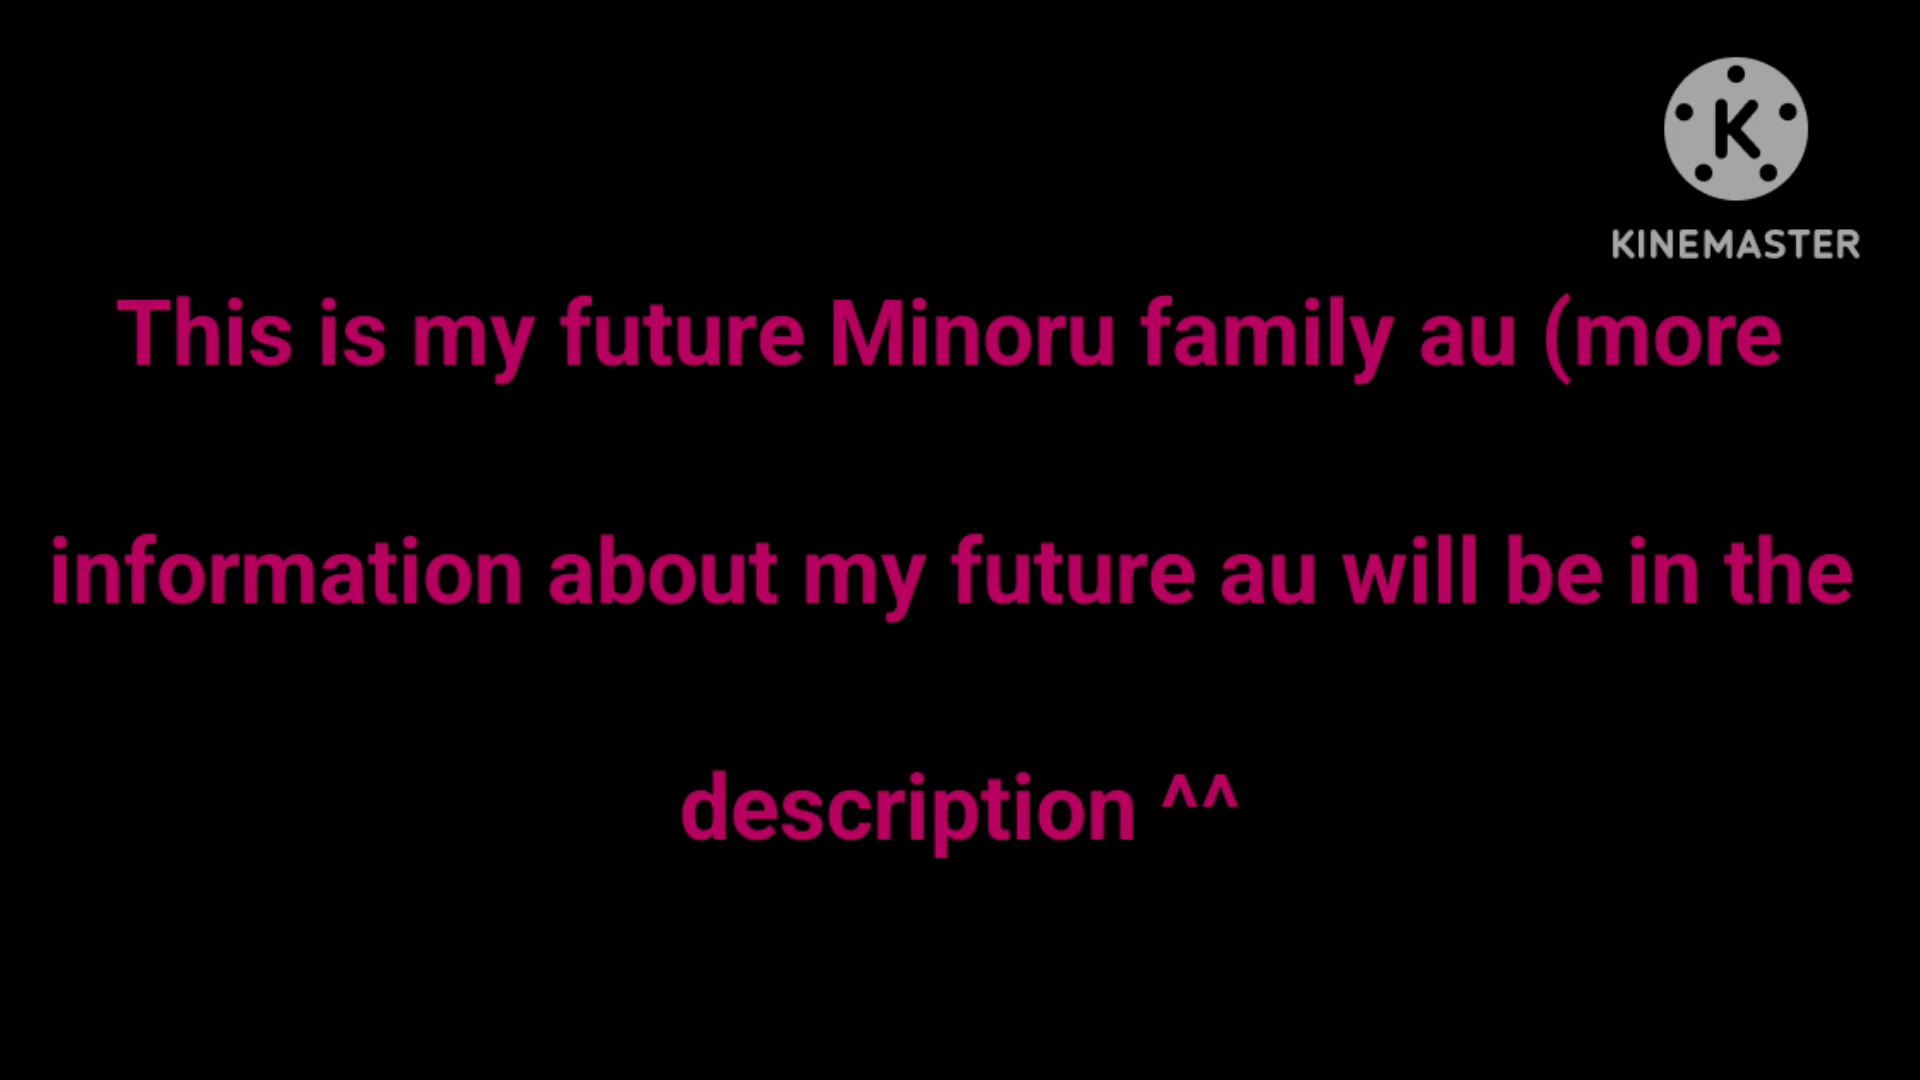 K
KINEMASTER
This is my future Minoru family au (more
information about my future au will be in the
description ^^